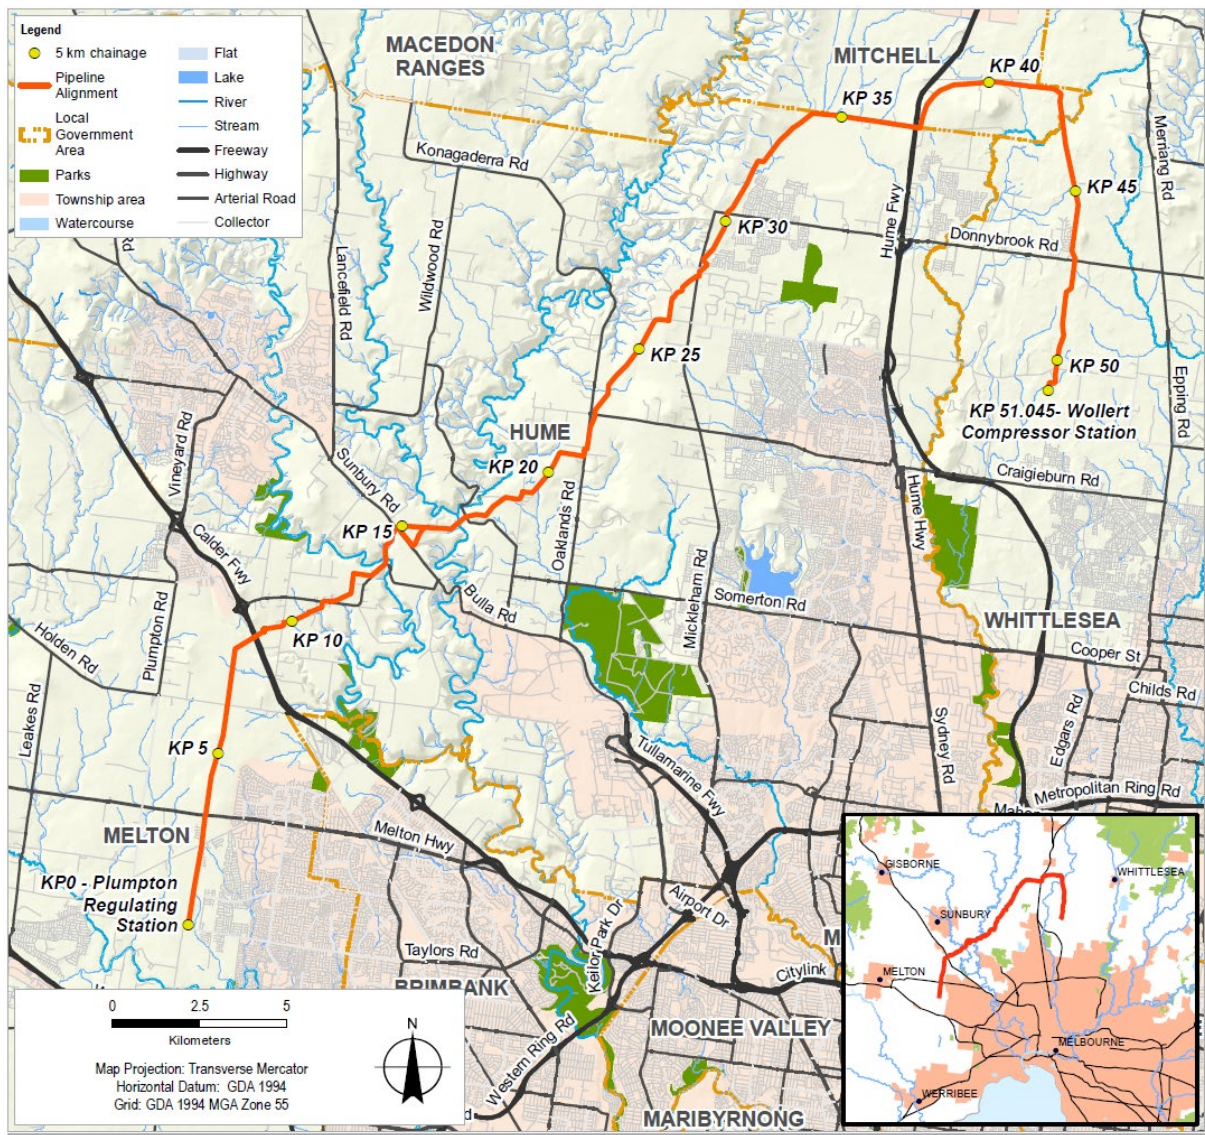 Legend
5 km chainage
Pipeline
Alignment
Local
Government
Area
Parks
Township area
Watercourse
Flat
Lake
River
Stream
Freeway
Highway
Arterial Road
Collector
MACEDON
RANGES
MITCHELL
KP 40
KP 35
Konagaderra Rd
Merriang Rd
KP 45
Rd
Lancefield Rd
Wildwood Rd
KP 30
Hume Fwy
Donnybrook Rd
KP 25
KP 50
Epping Rd
KP 51.045- Wollert
Compressor Station
Vineyard Rd
HUME
KP 20
Sunbury Rd
Craigieburn Rd
Hume Hwy
KP 15
Oaklands Rd
Calder Fwy
Bulla Rd
Mickleham Rd
Somerton Rd
WHITTLESEA
Plumpton Rd
KP 10
Holden Rd
Cooper St
Childs Rd
Leakes Rd
KP 5
Sydney Rd
Edgars Rd
Tullamarine Fwy
Metropolitan Ring Rd
MELTON
Melton Hwy
KP0 - Plumpton
Regulating
Station
Airport Dr
Keilor Park Dr
Taylors Rd
Citylink
M
BRIMBANK
MOONEE VALLEY
Western Ring Rd
MARIBYRNONG
Rd
0 2.5 5
Kilometers
N
Map Projection: Transverse Mercator
Horizontal Datum: GDA 1994
Grid: GDA 1994 MGA Zone 55
GISBORNE
WHITTLESEA
SUNBURY
MELTON
MELBOURNE
WERRIBEE